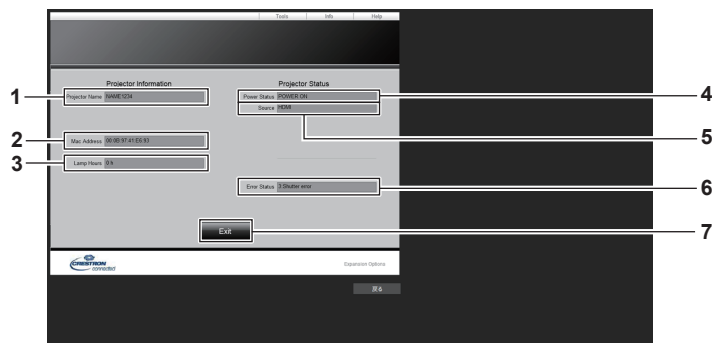 Tools Info Help
Projector Information Projector Status
1 Projector Name NAME1234 Power Status POWER ON 4
Source HDMI 5
2 Mac Address 00:9B:97:41:E6:93
3 Lamp Hours 0 h
Error Status 3:Shutter error 6
Exit 7
CRESTRON connected Expansion Options
戻る